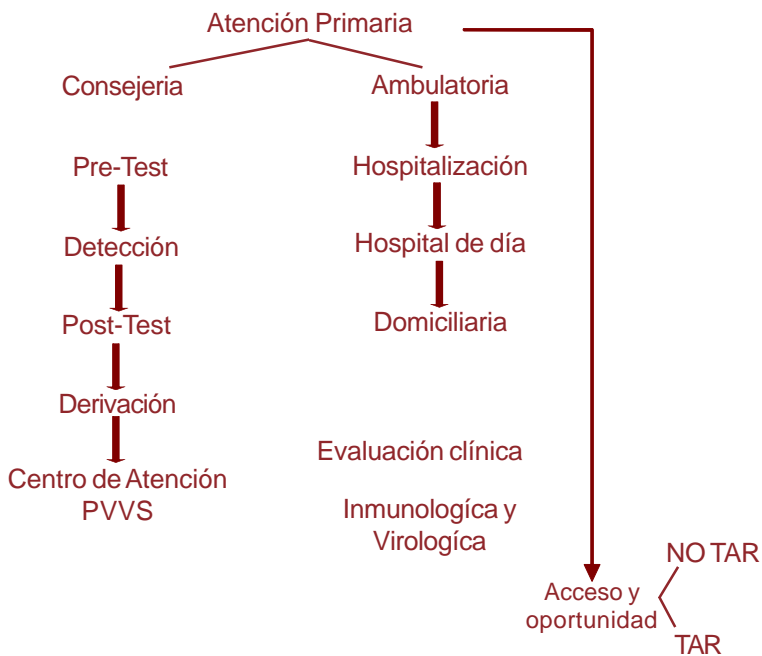 Atención Primaria
Consejeria
Ambulatoria
Pre-Test
Hospitalización
Detección
Hospital de día
Post-Test
Domiciliaria
Derivación
Evaluación clínica
Centro de Atención
PVVS
Inmunologíca y
Virologíca
NO TAR
Acceso y
oportunidad
TAR